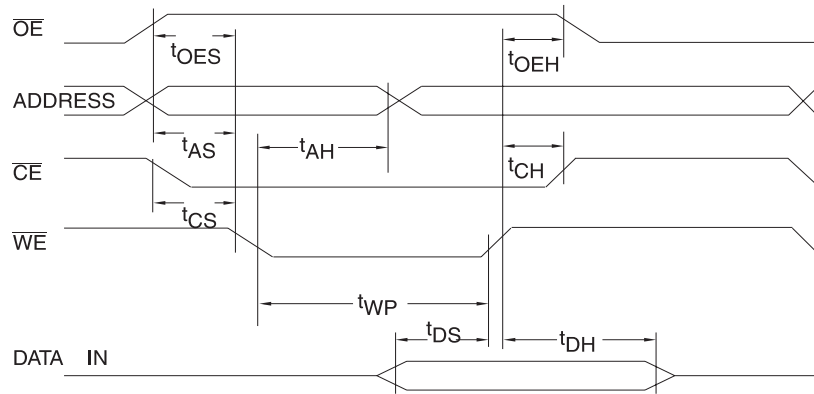 OE
tOES
tOEH
ADDRESS
tAS
tAH
tCH
CE
tCS
WE
tWP
tDS
tDH
DATA IN